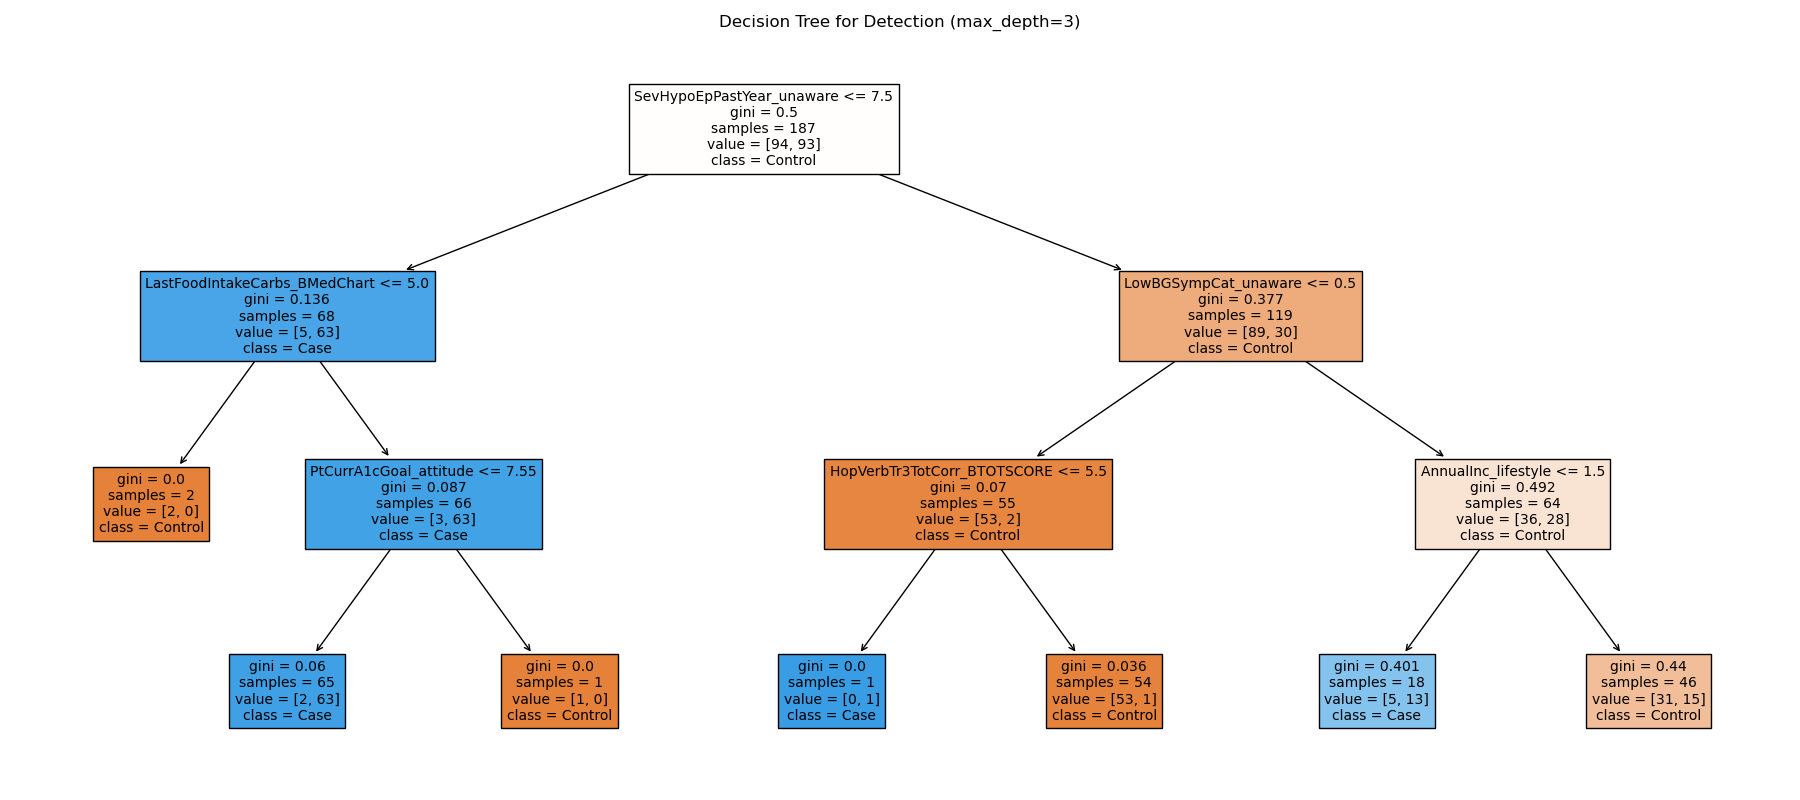 Decision Tree for Detection (max_depth=3)
SevHypoEpPastYear_unaware <= 7.5
gini = 0.5
samples = 187
value = [94, 93]
class = Control
LastFoodIntakeCarbs_BMedChart <= 5.0
gini = 0.136
samples = 68
value = [5, 63]
class = Case
LowBGSympCat_unaware <= 0.5
gini = 0.377
samples = 119
value = [89, 30]
class = Control
gini = 0.0
samples = 2
value = [2, 0]
class = Control
PtCurrA1cGoal_attitude <= 7.55
gini = 0.087
samples = 66
value = [3, 63]
class = Case
HopVerbTr3TotCorr_BTOTSCORE <= 5.5
gini = 0.07
samples = 55
value = [53, 2]
class = Control
AnnualInc_lifestyle <= 1.5
gini = 0.492
samples = 64
value = [36, 28]
class = Control
gini = 0.06
samples = 65
value = [2, 63]
class = Case
gini = 0.0
samples = 1
value = [1, 0]
class = Control
gini = 0.0
samples = 1
value = [0, 1]
class = Case
gini = 0.036
samples = 54
value = [53, 1]
class = Control
gini = 0.401
samples = 18
value = [5, 13]
class = Case
gini = 0.44
samples = 46
value = [31, 15]
class = Control